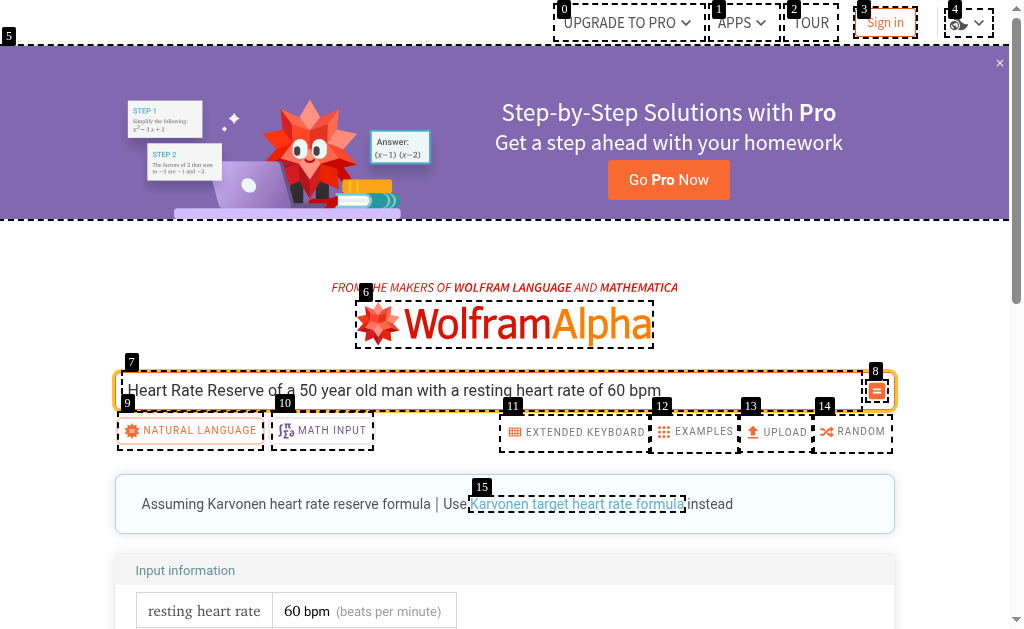 0 UPGRADE TO PRO
1 APPS
2 TOUR
3 Sign in
4
5
×
STEP 1
Simplify the following:
x² − 3 x + 2
STEP 2
The factors of 2 that sum
to −3 are −1 and −2.
Answer:
(x−1) (x−2)
Step-by-Step Solutions with Pro
Get a step ahead with your homework
Go Pro Now
FROM THE MAKERS OF WOLFRAM LANGUAGE AND MATHEMATICA
6
WolframAlpha
7
8
Heart Rate Reserve of a 50 year old man with a resting heart rate of 60 bpm
=
9 NATURAL LANGUAGE
10 MATH INPUT
11 EXTENDED KEYBOARD
12 EXAMPLES
13 UPLOAD
14 RANDOM
15
Assuming Karvonen heart rate reserve formula | Use Karvonen target heart rate formula instead
Input information
resting heart rate 60 bpm (beats per minute)